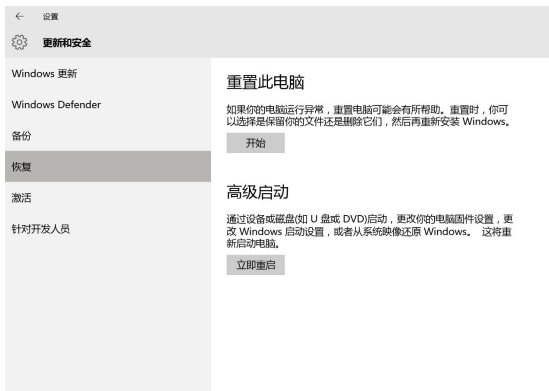 设置
更新和安全
Windows 更新
Windows Defender
备份
恢复
激活
针对开发人员
重置此电脑
如果你的电脑运行异常，重置电脑可能会有所帮助。重置时，你可
以选择是保留你的文件还是删除它们，然后再重新安装 Windows。
开始
高级启动
通过设备或磁盘(如 U 盘或 DVD)启动，更改你的电脑固件设置，更
改 Windows 启动设置，或者从系统映像还原 Windows。 这将重
新启动电脑。
立即重启